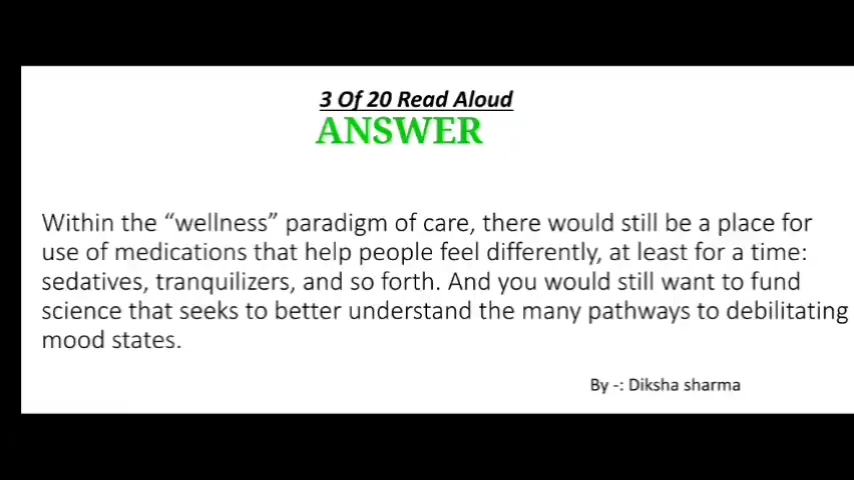 3 Of 20 Read Aloud
ANSWER
Within the “wellness” paradigm of care, there would still be a place for
use of medications that help people feel differently, at least for a time:
sedatives, tranquilizers, and so forth. And you would still want to fund
science that seeks to better understand the many pathways to debilitating
mood states.
By -: Diksha sharma